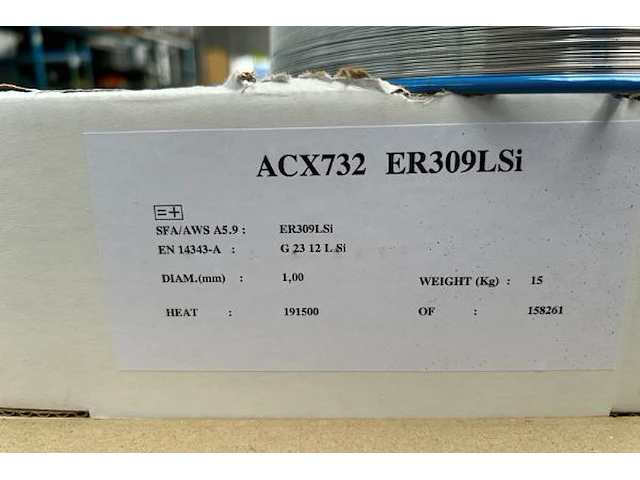 ACX732 ER309LSi
=+
SFA/AWS A5.9 : ER309LSi
EN 14343-A : G 23 12 L Si
DIAM.(mm) : 1,00 WEIGHT (Kg) : 15
HEAT : 191500 OF : 158261